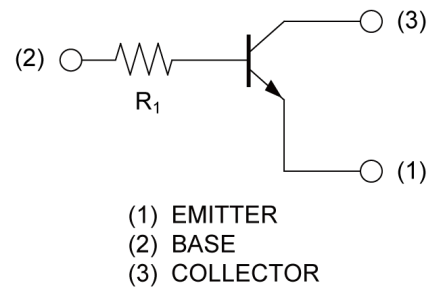 (3)
(2)
R₁
(1)
(1) EMITTER
(2) BASE
(3) COLLECTOR